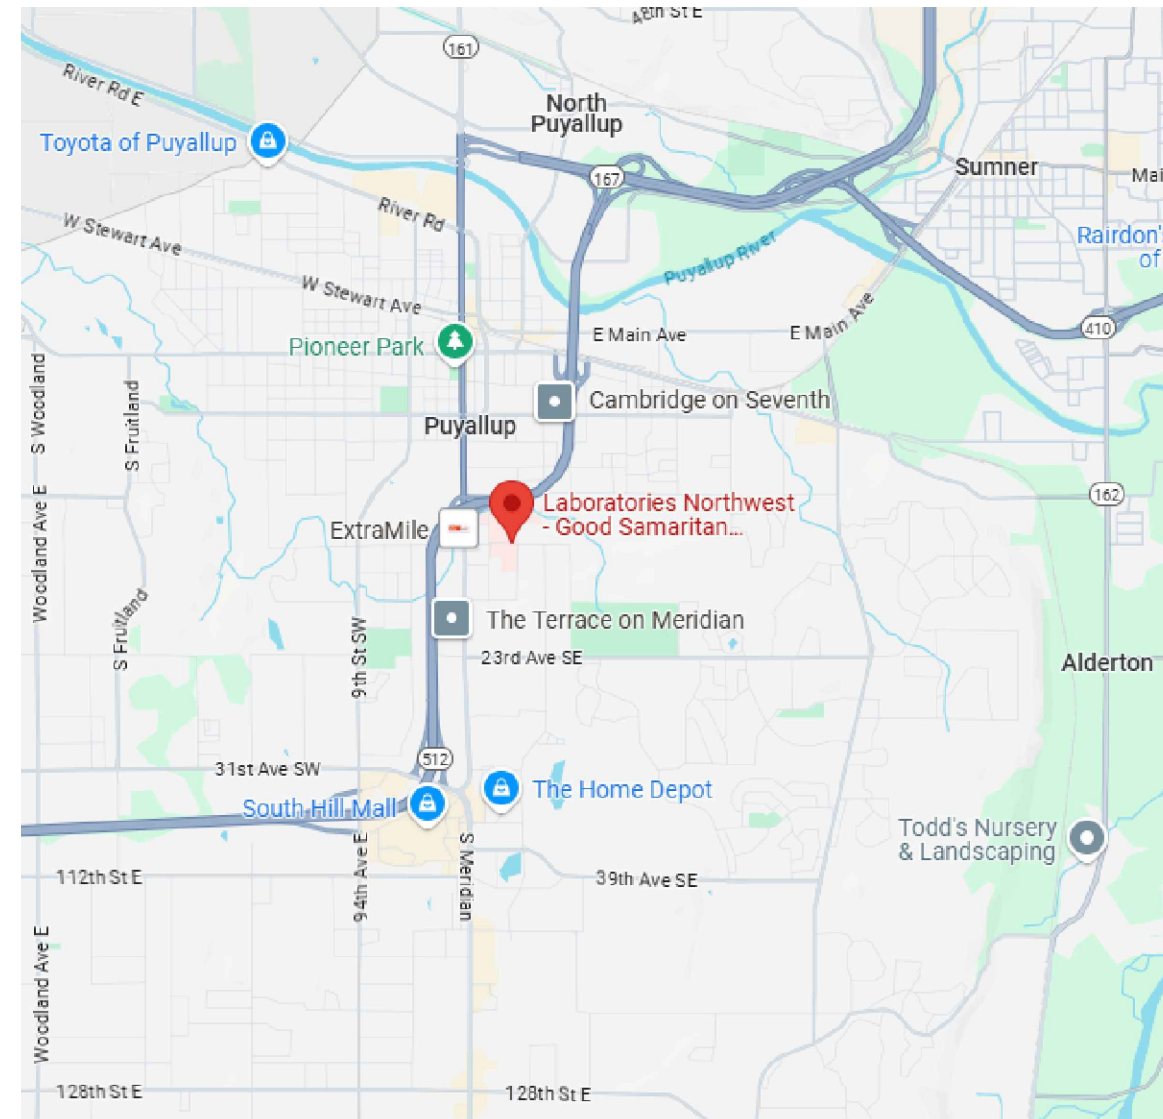 48th St E
161
River Rd E
North
Puyallup
Toyota of Puyallup
Sumner
167
Mai
River Rd
W Stewart Ave
Rairdon's
of
Puyallup River
W Stewart Ave
E Main Ave
E Main Ave
410
Pioneer Park
S Woodland
S Fruitland
Cambridge on Seventh
Puyallup
162
Laboratories Northwest
- Good Samaritan...
ExtraMile
Woodland Ave E
S Fruitland
The Terrace on Meridian
9th St SW
23rd Ave SE
Alderton
512
31st Ave SW
The Home Depot
South Hill Mall
Todd's Nursery
& Landscaping
94th Ave E
S Meridian
112th St E
39th Ave SE
Woodland Ave E
128th St E
128th St E